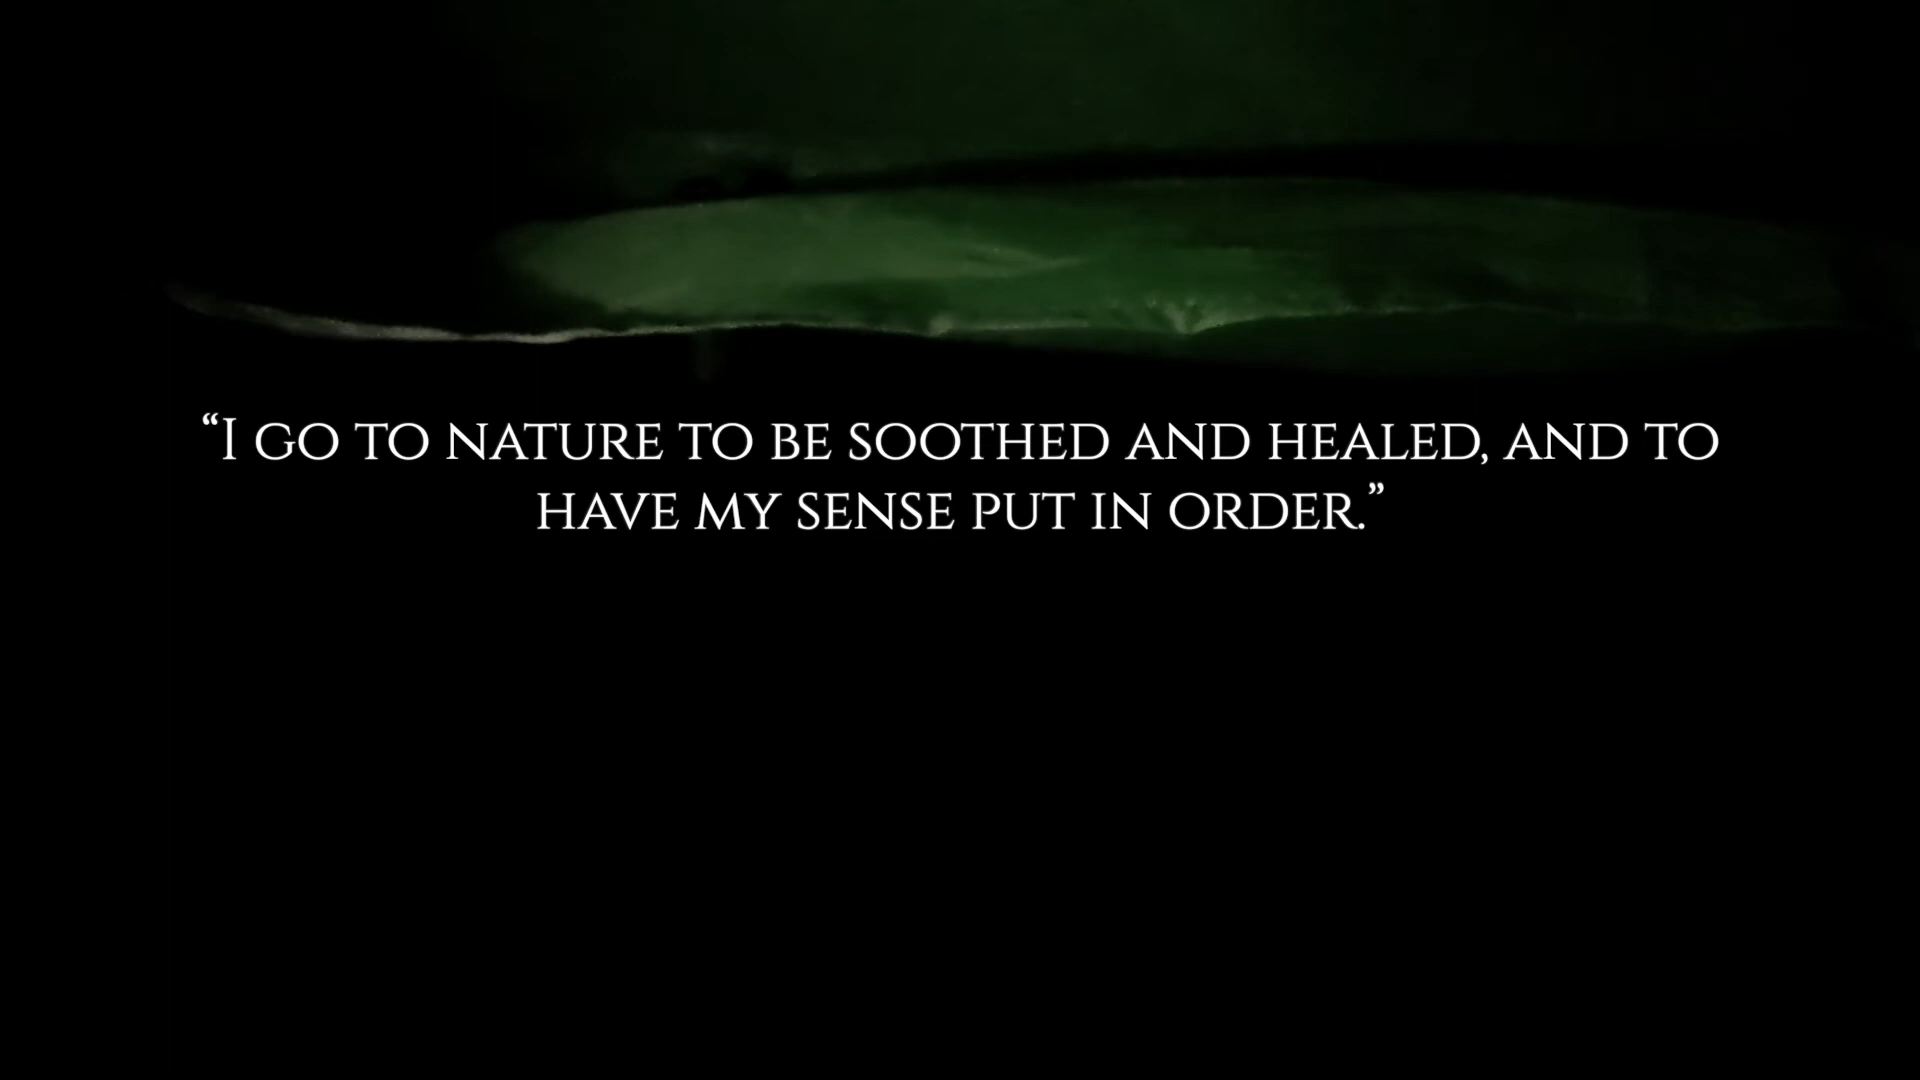 “I GO TO NATURE TO BE SOOTHED AND HEALED, AND TO
HAVE MY SENSE PUT IN ORDER.”